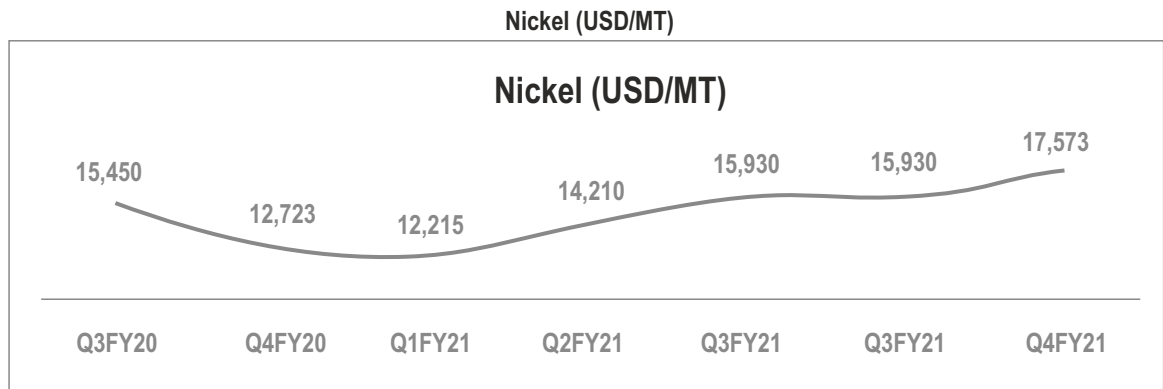 Nickel (USD/MT)
Nickel (USD/MT)
15,450
12,723
12,215
14,210
15,930
15,930
17,573
Q3FY20 Q4FY20 Q1FY21 Q2FY21 Q3FY21 Q3FY21 Q4FY21